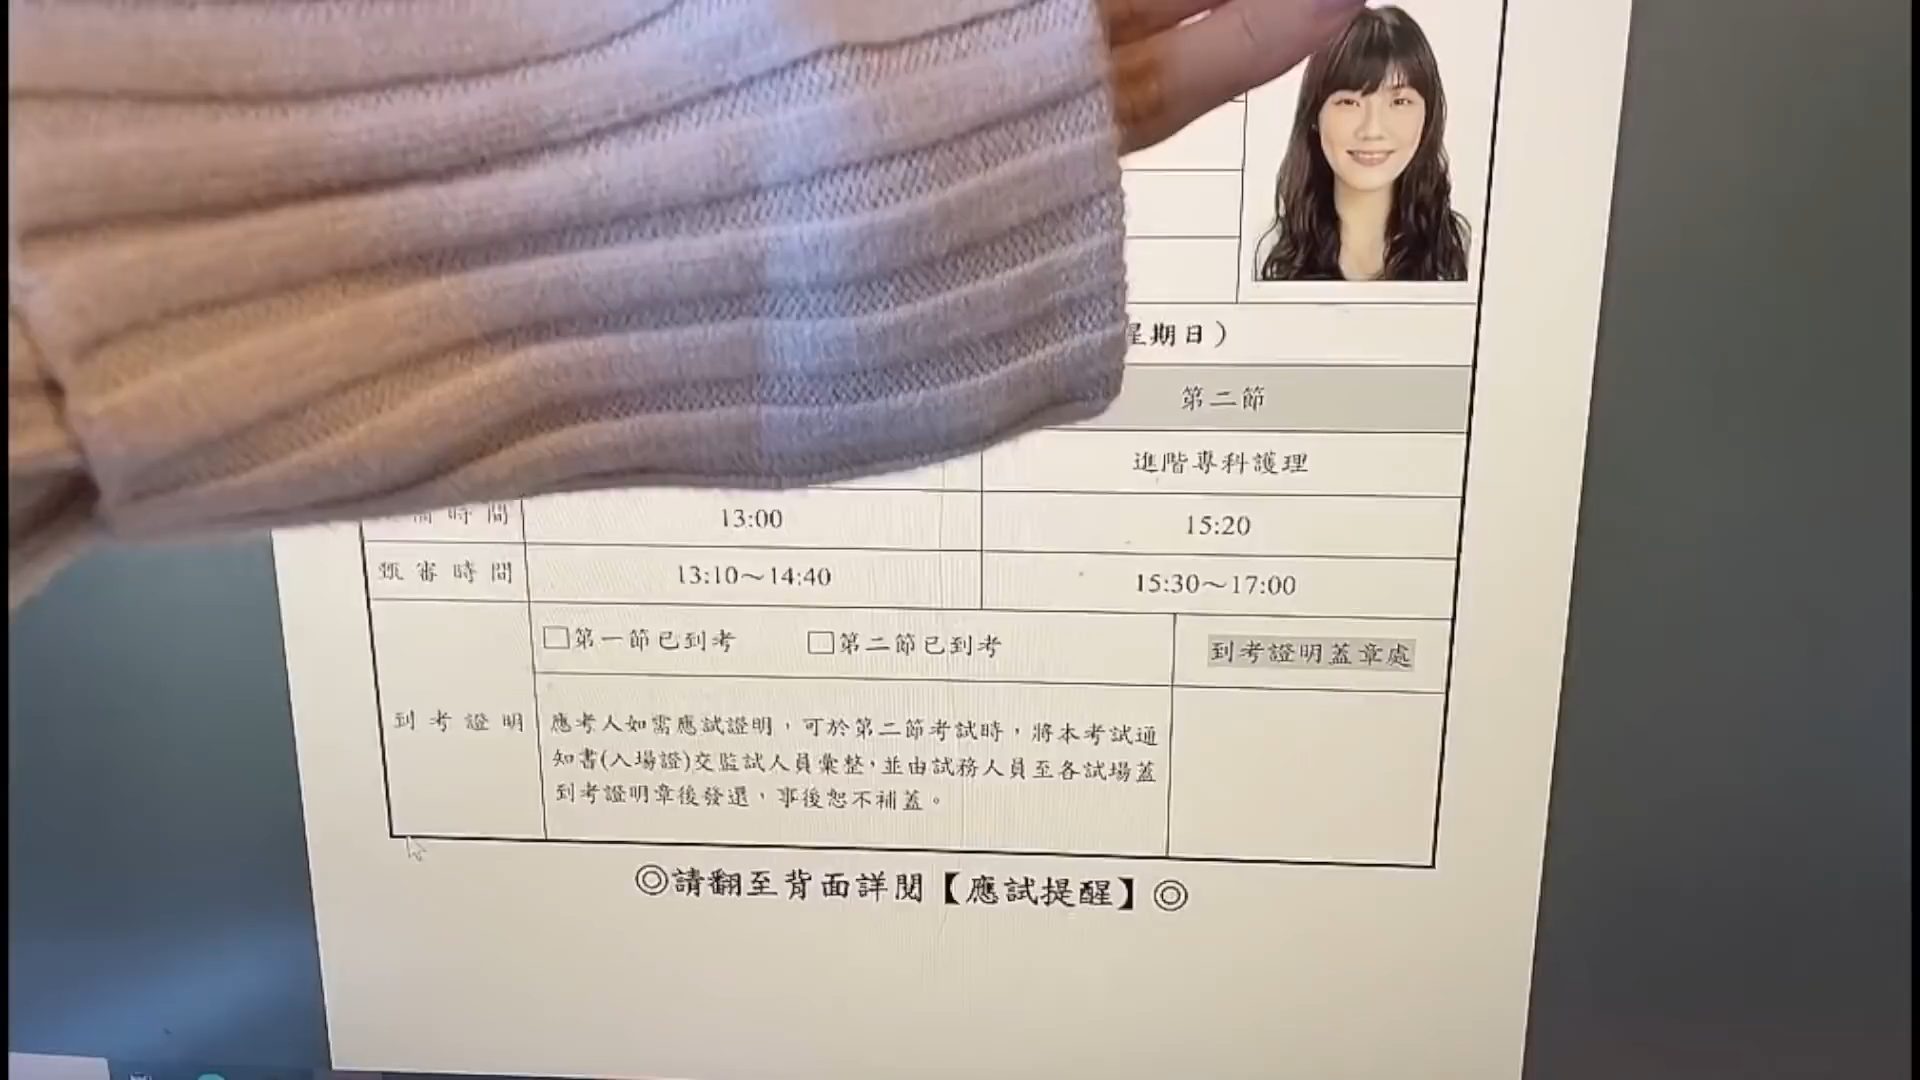 星期日）
第二節
進階專科護理
時間 13:00 15:20
甄審時間 13:10～14:40 15:30～17:00
□第一節已到考 □第二節已到考 到考證明蓋章處
到考證明
應考人如需應試證明，可於第二節考試時，將本考試通
知書(入場證)交監試人員彙整，並由試務人員至各試場蓋
到考證明章後發還，事後恕不補蓋。
◎請翻至背面詳閱【應試提醒】◎